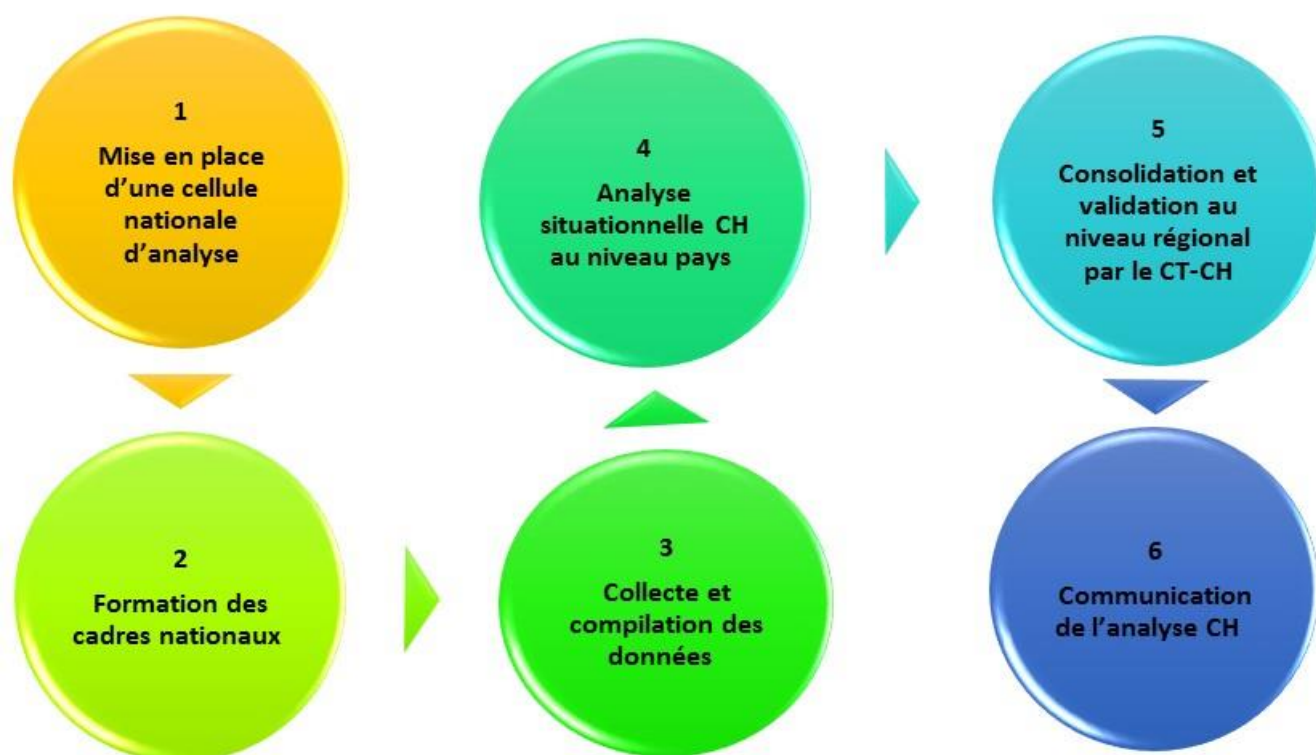 1
Mise en place
d'une cellule
nationale
d'analyse
2
Formation des
cadres nationaux
3
Collecte et
compilation des
données
4
Analyse
situationnelle CH
au niveau pays
5
Consolidation et
validation au
niveau régional
par le CT-CH
6
Communication
de l'analyse CH